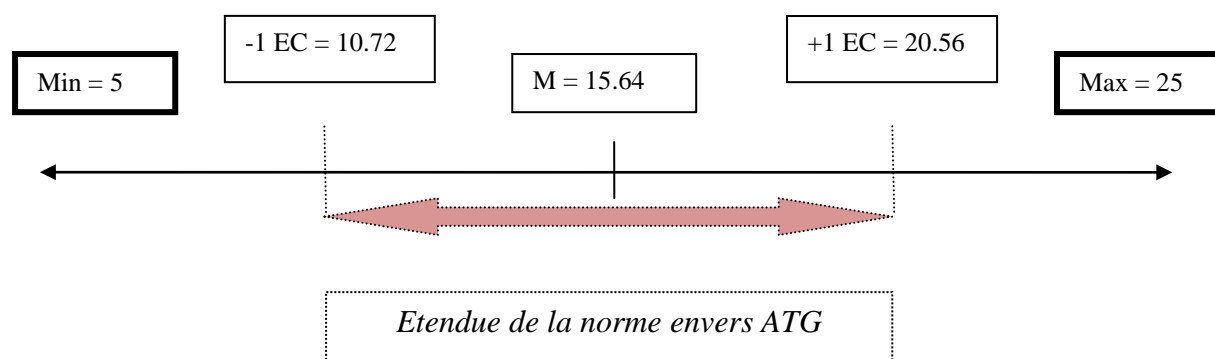 -1 EC = 10.72
+1 EC = 20.56
Min = 5
M = 15.64
Max = 25
Etendue de la norme envers ATG